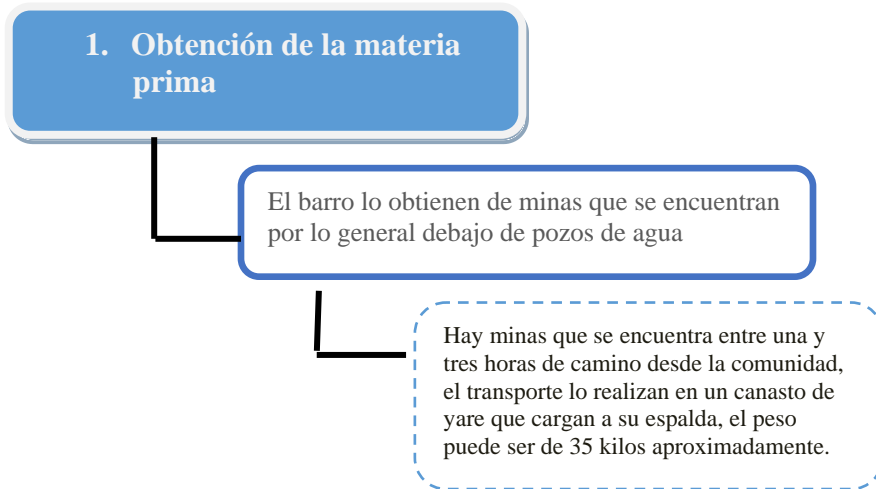 1. Obtención de la materia
prima
El barro lo obtienen de minas que se encuentran
por lo general debajo de pozos de agua
Hay minas que se encuentra entre una y
tres horas de camino desde la comunidad,
el transporte lo realizan en un canasto de
yare que cargan a su espalda, el peso
puede ser de 35 kilos aproximadamente.